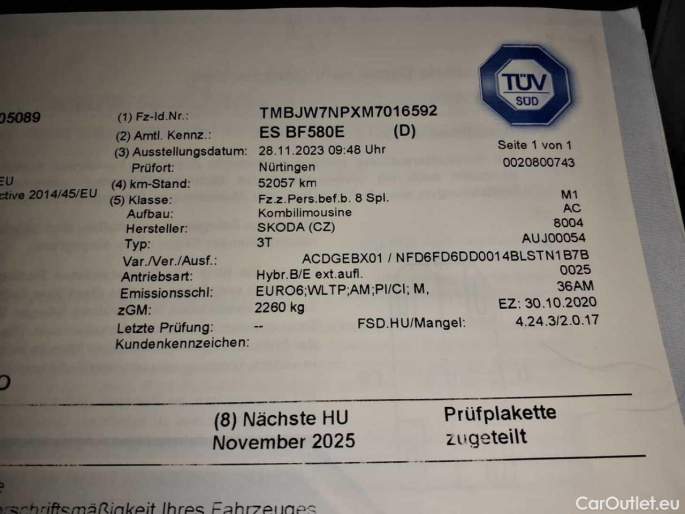 TÜV
SÜD
05089
(1) Fz-Id.Nr.: TMBJW7NPXM7016592
(2) Amtl. Kennz.: ES BF580E (D)
(3) Ausstellungsdatum: 28.11.2023 09:48 Uhr Seite 1 von 1
Prüfort: Nürtingen 0020800743
EU
(4) km-Stand: 52057 km
ctive 2014/45/EU
(5) Klasse: Fz.z.Pers.bef.b. 8 Spl. M1
Aufbau: Kombilimousine AC
Hersteller: SKODA (CZ) 8004
Typ: 3T AUJ00054
Var./Ver./Ausf.: ACDGEBX01 / NFD6FD6DD0014BLSTN1B7B
Antriebsart: Hybr.B/E ext.aufl. 0025
Emissionsschl.: EURO6;WLTP;AM;PI/CI; M, 36AM
zGM: 2260 kg EZ: 30.10.2020
Letzte Prüfung: -- FSD.HU/Mangel: 4.24.3/2.0.17
Kundenkennzeichen:
O
(8) Nächste HU Prüfplakette
November 2025 zugeteilt
e
erschriftsmäßigkeit Ihres Fahrzeuges
CarOutlet.eu